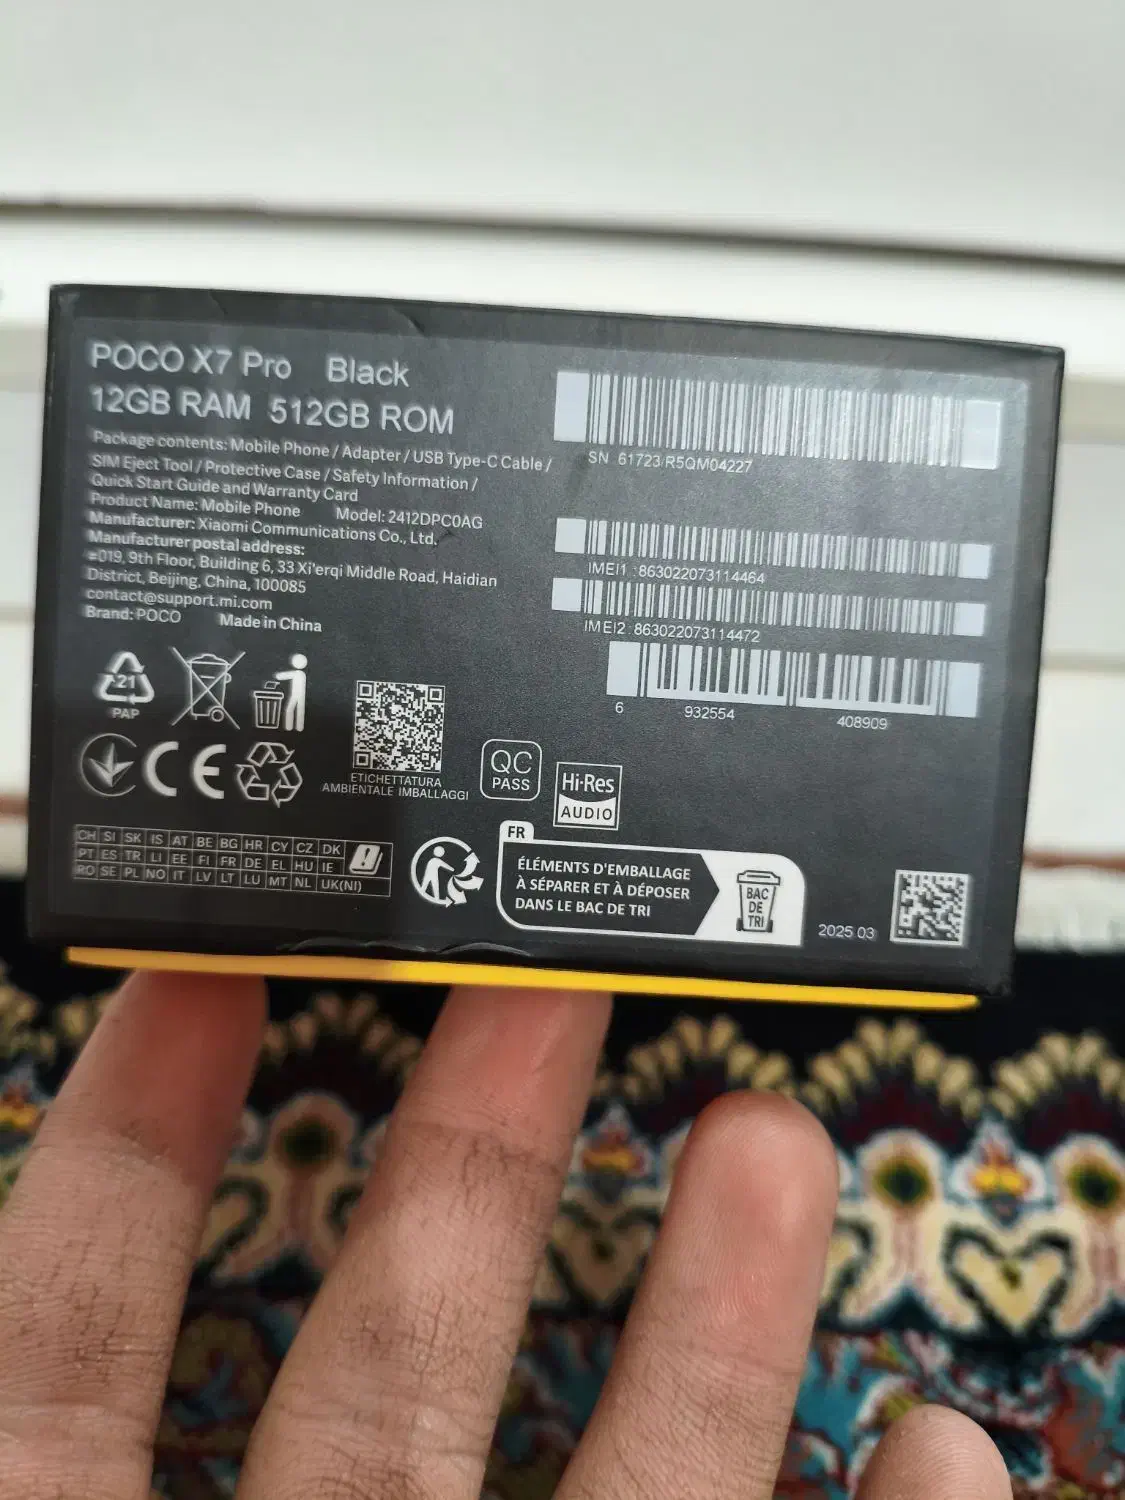 POCO X7 Pro Black
12GB RAM 512GB ROM
Package contents: Mobile Phone / Adapter / USB Type-C Cable /
SIM Eject Tool / Protective Case / Safety Information /
Quick Start Guide and Warranty Card
Product Name: Mobile Phone Model: 2412DPC0AG
Manufacturer: Xiaomi Communications Co., Ltd.
Manufacturer postal address:
#019, 9th Floor, Building 6, 33 Xi'erqi Middle Road, Haidian
District, Beijing, China, 100085
contact@support.mi.com
Brand: POCO Made in China
SN 61723/R5QM04227
IMEI1 :863022073114464
IMEI2 :863022073114472
6 932554 408909
21
PAP
CE
ETICHETTATURA
AMBIENTALE IMBALLAGGI
QC
PASS
Hi-Res
AUDIO
CH SI SK IS AT BE BG HR CY CZ DK
PT ES TR LI EE FI FR DE EL HU IE
RO SE PL NO IT LV LT LU MT NL UK(NI)
FR
ÉLÉMENTS D'EMBALLAGE
À SÉPARER ET À DÉPOSER
DANS LE BAC DE TRI
BAC
DE
TRI
2025 03